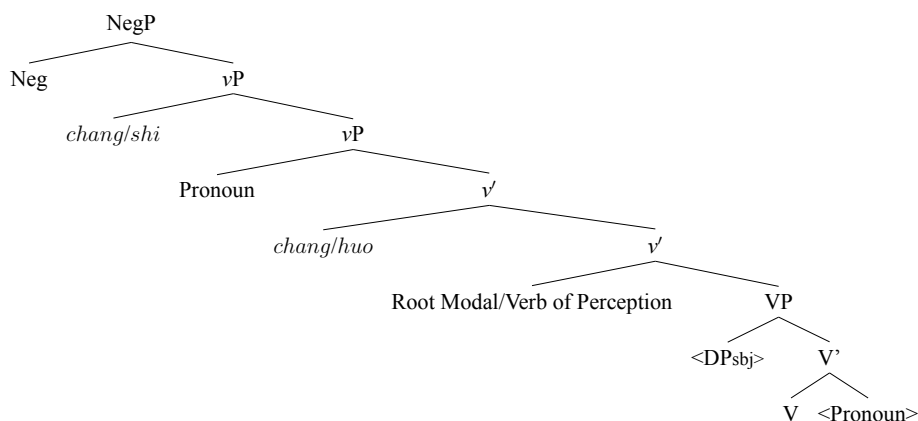 NegP
Neg vP
chang/shi vP
Pronoun v′
chang/huo v′
Root Modal/Verb of Perception VP
<DPsbj> V’
V <Pronoun>